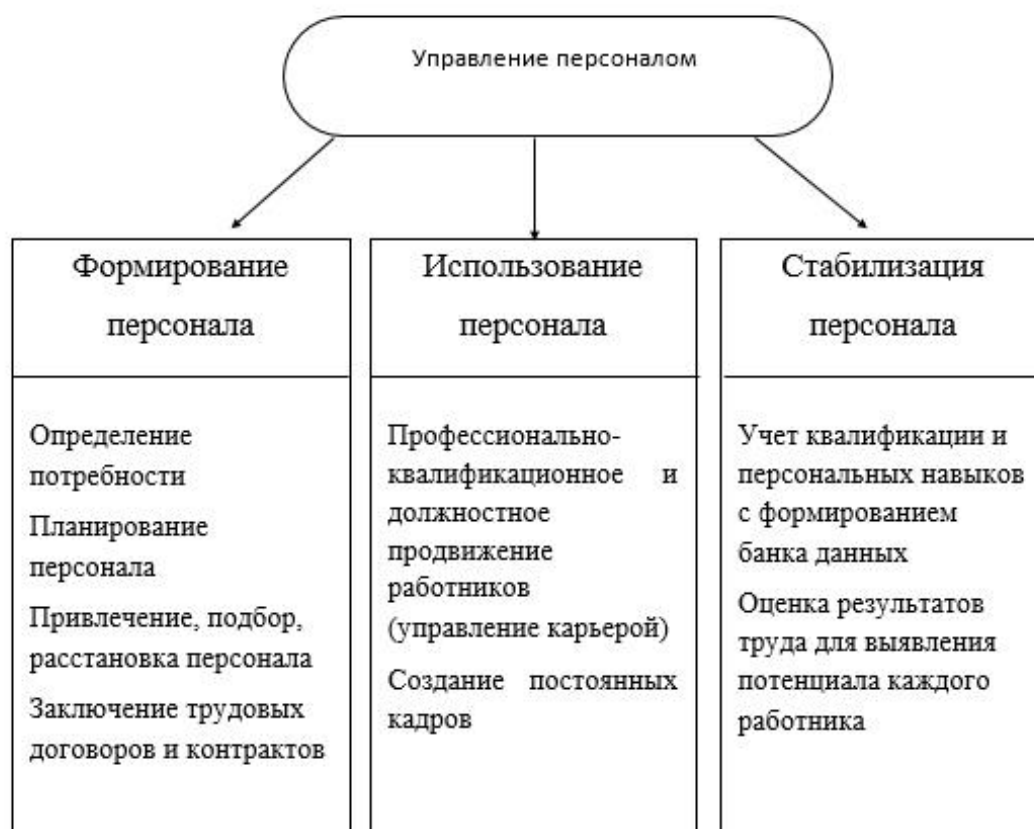 Управление персоналом
Формирование
персонала
Определение
потребности
Планирование
персонала
Привлечение, подбор,
расстановка персонала
Заключение трудовых
договоров и контрактов
Использование
персонала
Профессионально-
квалификационное и
должностное
продвижение
работников
(управление карьерой)
Создание постоянных
кадров
Стабилизация
персонала
Учет квалификации и
персональных навыков
с формированием
банка данных
Оценка результатов
труда для выявления
потенциала каждого
работника